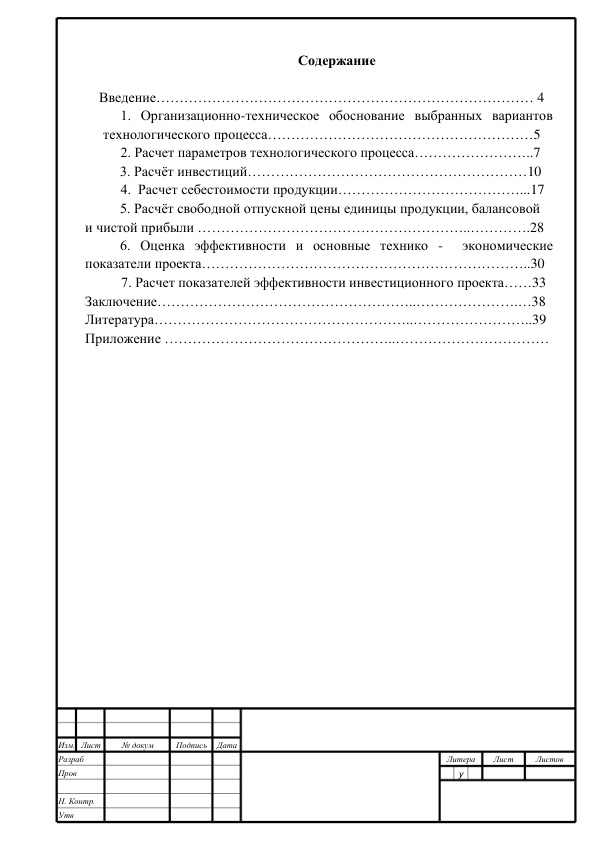 Содержание
Введение……………………………………………………………………… 4
1. Организационно-техническое обоснование выбранных вариантов
технологического процесса…………………………………………………5
2. Расчет параметров технологического процесса……………………..7
3. Расчёт инвестиций……………………………………………………10
4. Расчет себестоимости продукции…………………………………...17
5. Расчёт свободной отпускной цены единицы продукции, балансовой
и чистой прибыли …………………………………………………..………….28
6. Оценка эффективности и основные технико - экономические
показатели проекта……………………………………………………………..30
7. Расчет показателей эффективности инвестиционного проекта……33
Заключение………………………………………………..………………….…38
Литература………………………………………………..……………………..39
Приложение …………………………………………..……………………………
Изм. Лист № докум Подпись Дата
Разраб Литера Лист Листов
Пров у
Н. Контр.
Утв